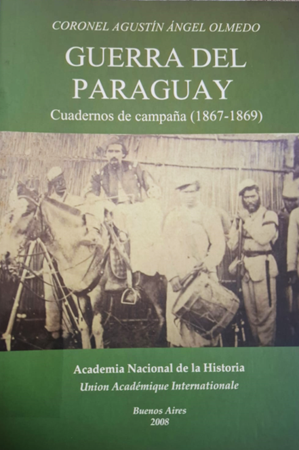 CORONEL AGUSTÍN ÁNGEL OLMEDO
GUERRA DEL
PARAGUAY
Cuadernos de campaña (1867-1869)
Academia Nacional de la Historia
Union Académique Internationale
Buenos Aires
2008